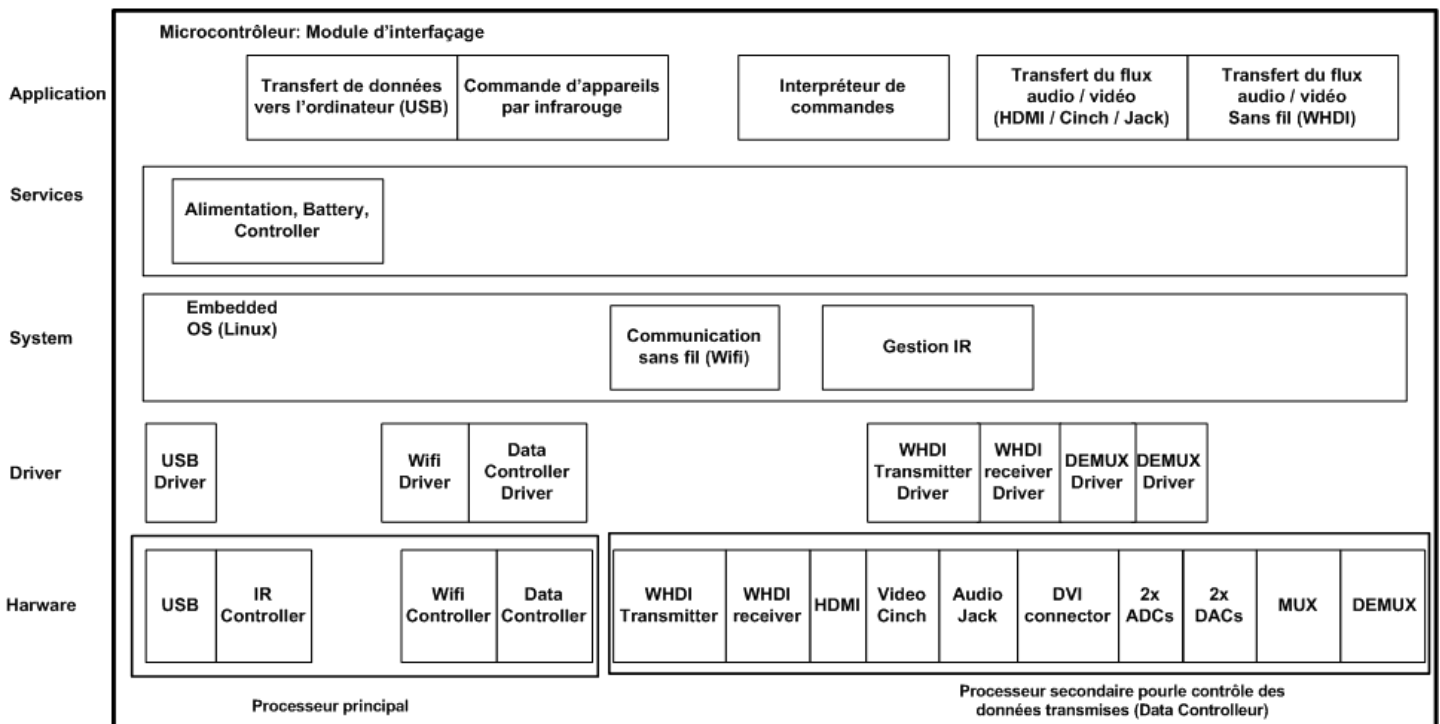 Microcontrôleur: Module d'interfaçage
Application
Transfert de données
vers l'ordinateur (USB)
Commande d'appareils
par infrarouge
Interpréteur de
commandes
Transfert du flux
audio / vidéo
(HDMI / Cinch / Jack)
Transfert du flux
audio / vidéo
Sans fil (WHDI)
Services
Alimentation, Battery,
Controller
System
Embedded
OS (Linux)
Communication
sans fil (Wifi)
Gestion IR
Driver
USB
Driver
Wifi
Driver
Data
Controller
Driver
WHDI
Transmitter
Driver
WHDI
receiver
Driver
DEMUX
Driver
DEMUX
Driver
Harware
USB
IR
Controller
Wifi
Controller
Data
Controller
WHDI
Transmitter
WHDI
receiver
HDMI
Video
Cinch
Audio
Jack
DVI
connector
2x
ADCs
2x
DACs
MUX
DEMUX
Processeur principal
Processeur secondaire pourle contrôle des
données transmises (Data Controlleur)